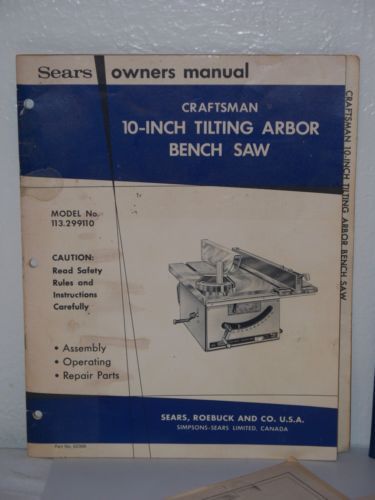 Sears owners manual
CRAFTSMAN
10-INCH TILTING ARBOR
BENCH SAW
MODEL No.
113.299110
CAUTION:
Read Safety
Rules and
Instructions
Carefully
• Assembly
• Operating
• Repair Parts
SEARS, ROEBUCK AND CO. U.S.A.
SIMPSONS-SEARS LIMITED, CANADA
Part No.
CRAFTSMAN 10-INCH TILTING ARBOR BENCH SAW